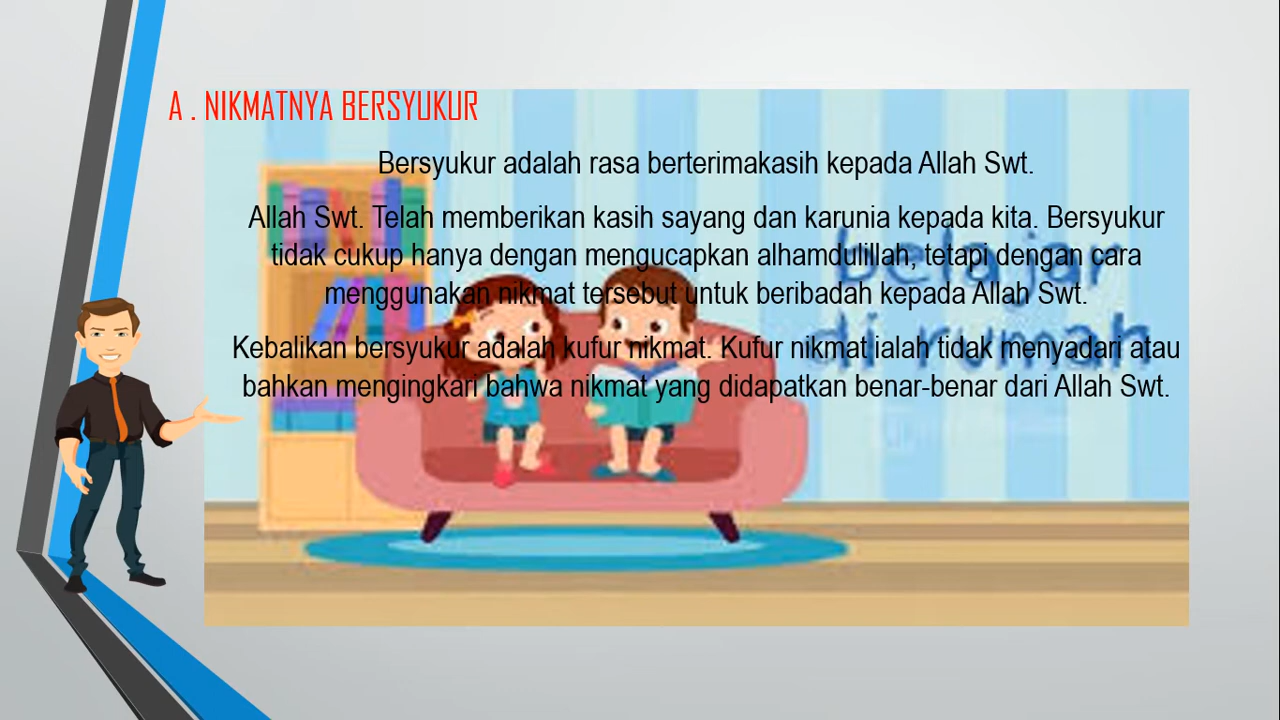 A . NIKMATNYA BERSYUKUR
Bersyukur adalah rasa berterimakasih kepada Allah Swt.
Allah Swt. Telah memberikan kasih sayang dan karunia kepada kita. Bersyukur
tidak cukup hanya dengan mengucapkan alhamdulillah, tetapi dengan cara
menggunakan nikmat tersebut untuk beribadah kepada Allah Swt.
Kebalikan bersyukur adalah kufur nikmat. Kufur nikmat ialah tidak menyadari atau
bahkan mengingkari bahwa nikmat yang didapatkan benar-benar dari Allah Swt.
belajar
di rumah